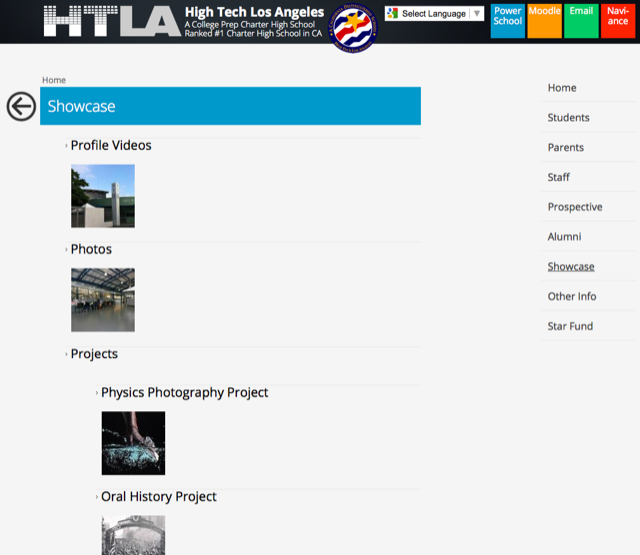 HTLA
High Tech Los Angeles
A College Prep Charter High School
Ranked #1 Charter High School in CA
Select Language
Power
School
Moodle
Email
Navi-
ance
Home
Showcase
Profile Videos
Photos
Projects
Physics Photography Project
Oral History Project
Home
Students
Parents
Staff
Prospective
Alumni
Showcase
Other Info
Star Fund